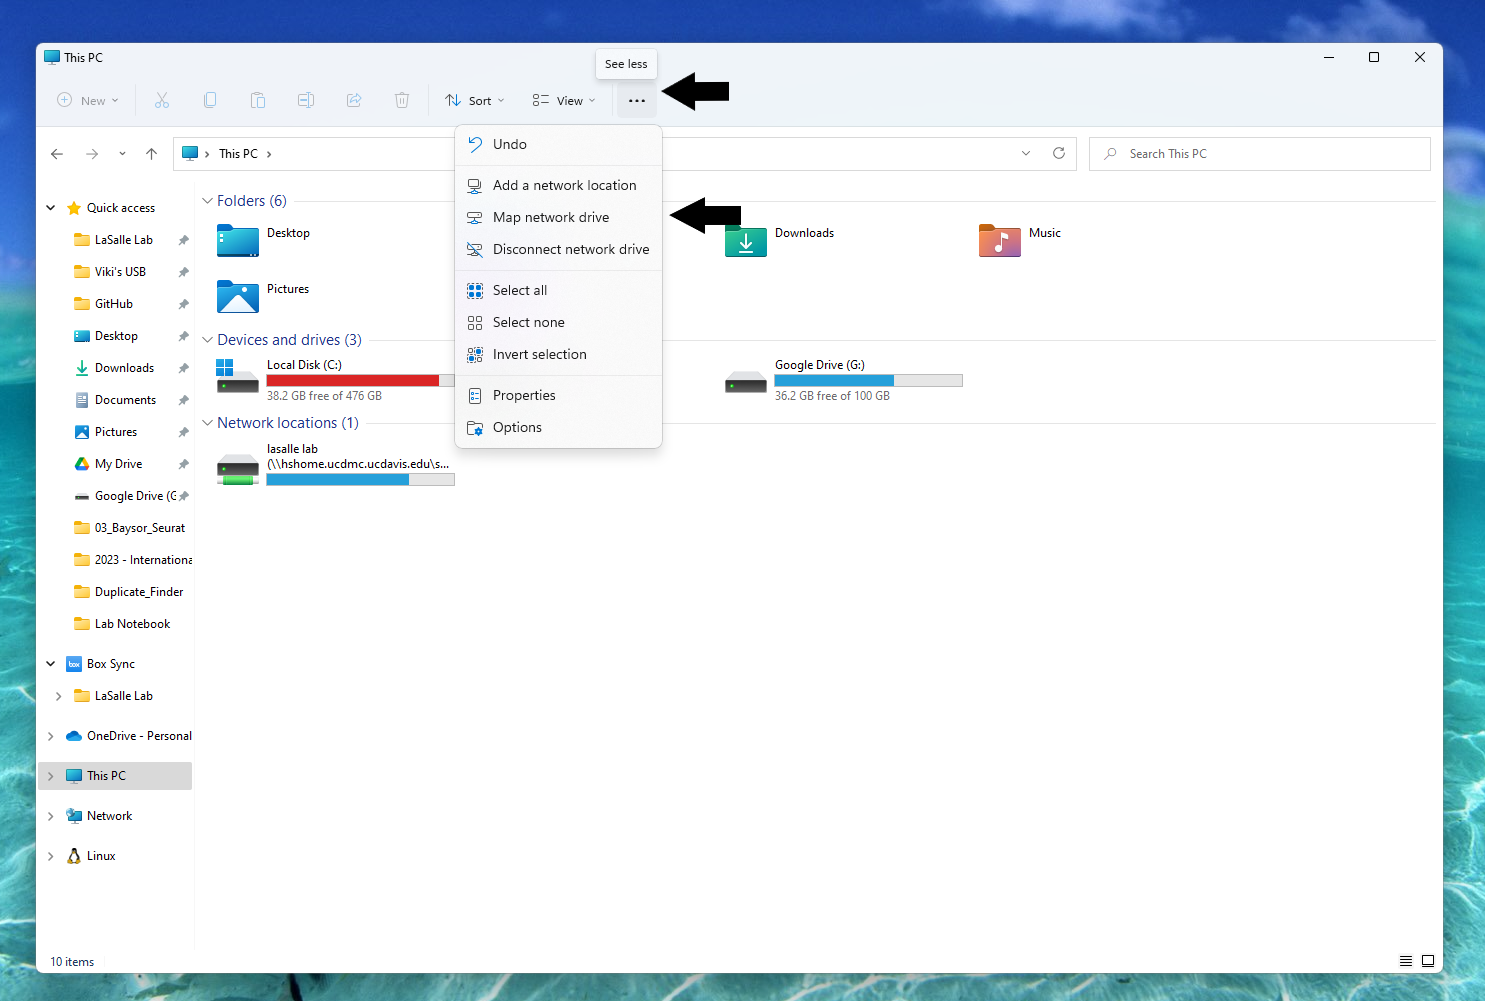 This PC
See less
New
Sort
View
This PC
Search This PC
Undo
Add a network location
Map network drive
Disconnect network drive
Select all
Select none
Invert selection
Properties
Options
Quick access
LaSalle Lab
Viki's USB
GitHub
Desktop
Downloads
Documents
Pictures
My Drive
Google Drive (G
03_Baysor_Seurat
2023 - Internationa
Duplicate_Finder
Lab Notebook
box
Box Sync
LaSalle Lab
OneDrive - Personal
This PC
Network
Linux
Folders (6)
Desktop
Downloads
Music
Pictures
Devices and drives (3)
Local Disk (C:)
38.2 GB free of 476 GB
Google Drive (G:)
36.2 GB free of 100 GB
Network locations (1)
lasalle lab
(\\hshome.ucdmc.ucdavis.edu\s...
10 items